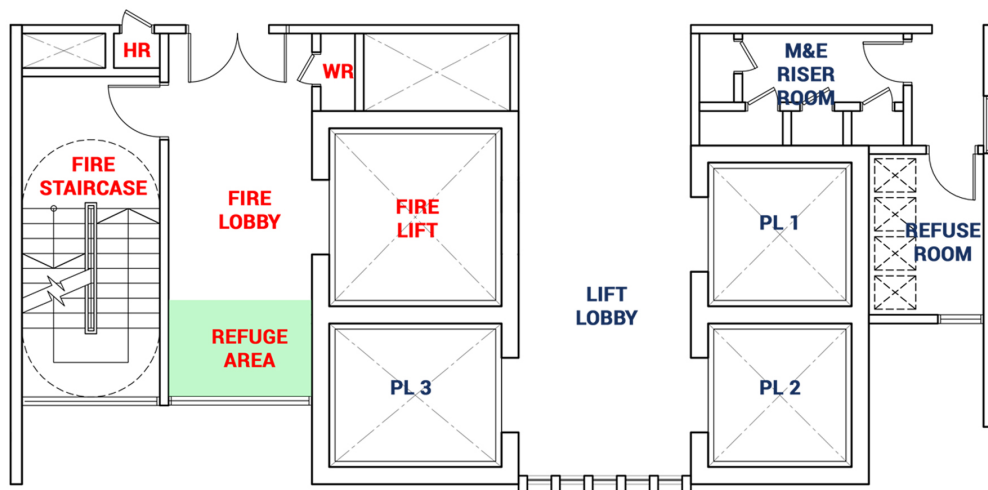 HR
WR
M&E
RISER
ROOM
FIRE
STAIRCASE
FIRE
LOBBY
FIRE
LIFT
PL 1
REFUSE
ROOM
LIFT
LOBBY
REFUGE
AREA
PL 3
PL 2